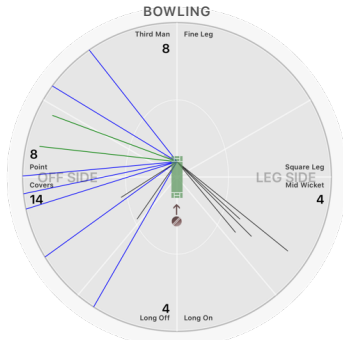 BOWLING
Third Man
Fine Leg
8
8
Point
Square Leg
OFF SIDE
LEG SIDE
Covers
Mid Wicket
14
4
4
Long Off
Long On